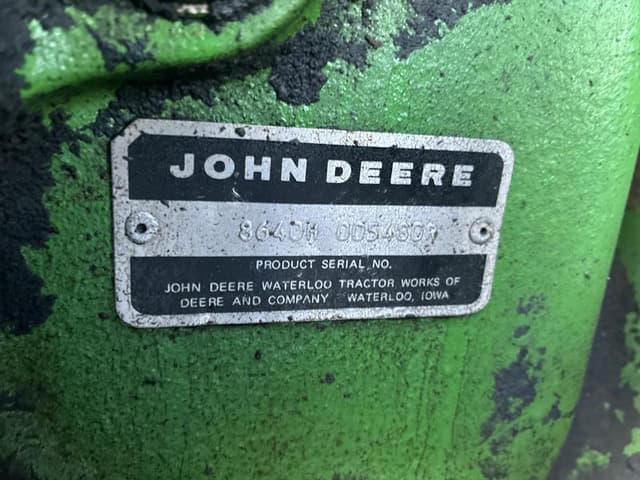 JOHN DEERE
8640H
PRODUCT SERIAL NO.
JOHN DEERE WATERLOO TRACTOR WORKS OF
DEERE AND COMPANY WATERLOO, IOWA